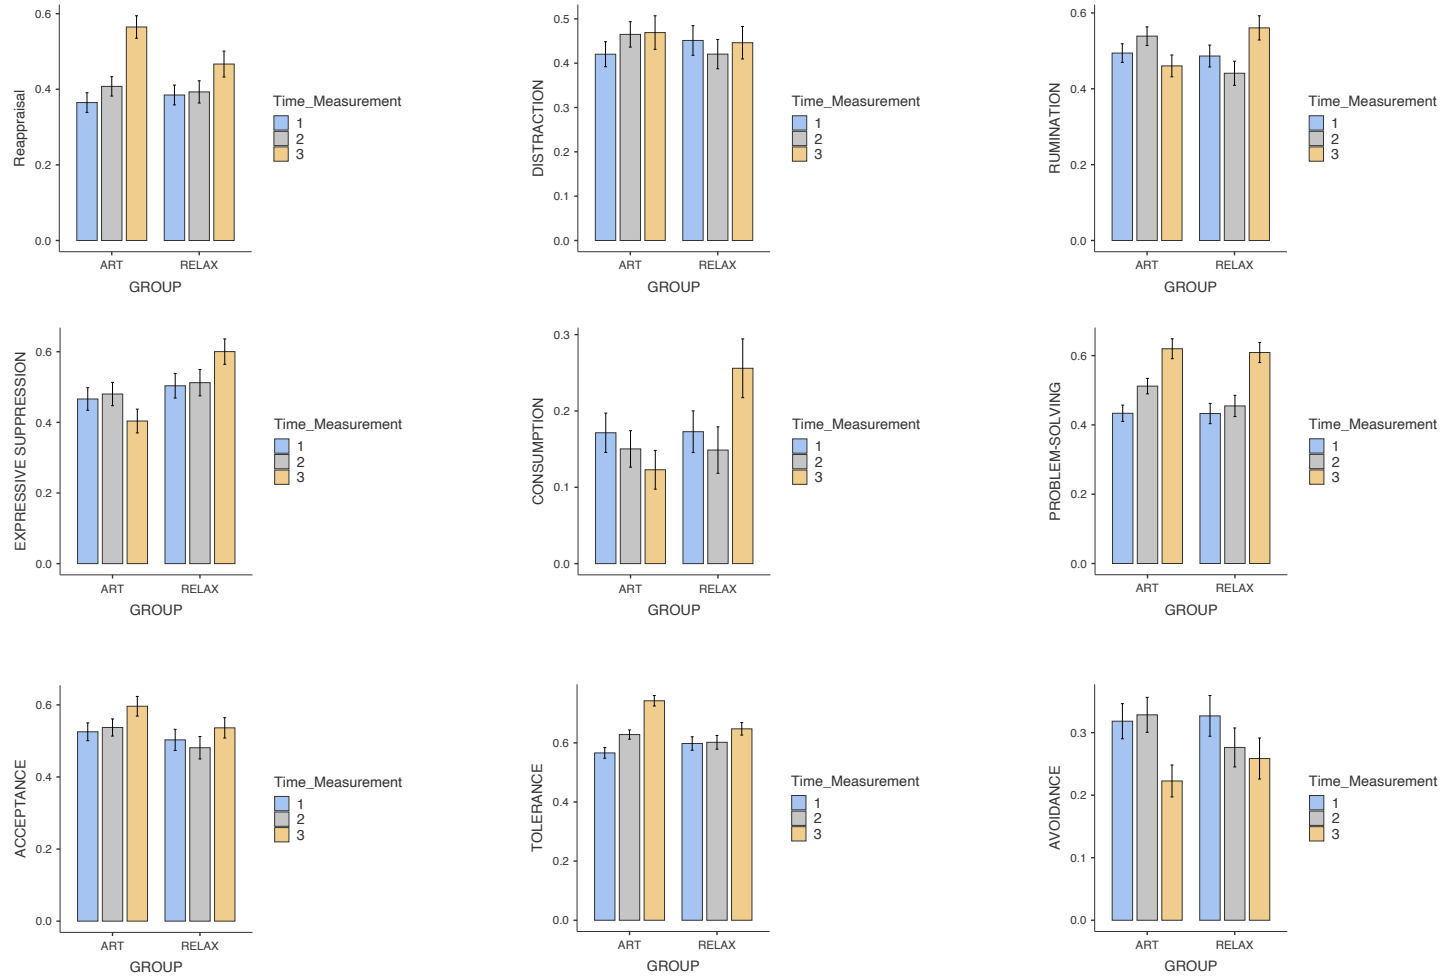 Reappraisal
0.6
0.4
0.2
0.0
ART RELAX
GROUP
Time_Measurement
1
2
3
DISTRACTION
0.5
0.4
0.3
0.2
0.1
0.0
ART RELAX
GROUP
Time_Measurement
1
2
3
RUMINATION
0.6
0.4
0.2
0.0
ART RELAX
GROUP
Time_Measurement
1
2
3
EXPRESSIVE SUPPRESSION
0.6
0.4
0.2
0.0
ART RELAX
GROUP
Time_Measurement
1
2
3
CONSUMPTION
0.3
0.2
0.1
0.0
ART RELAX
GROUP
Time_Measurement
1
2
3
PROBLEM-SOLVING
0.6
0.4
0.2
0.0
ART RELAX
GROUP
Time_Measurement
1
2
3
ACCEPTANCE
0.6
0.4
0.2
0.0
ART RELAX
GROUP
Time_Measurement
1
2
3
TOLERANCE
0.6
0.4
0.2
0.0
ART RELAX
GROUP
Time_Measurement
1
2
3
AVOIDANCE
0.3
0.2
0.1
0.0
ART RELAX
GROUP
Time_Measurement
1
2
3